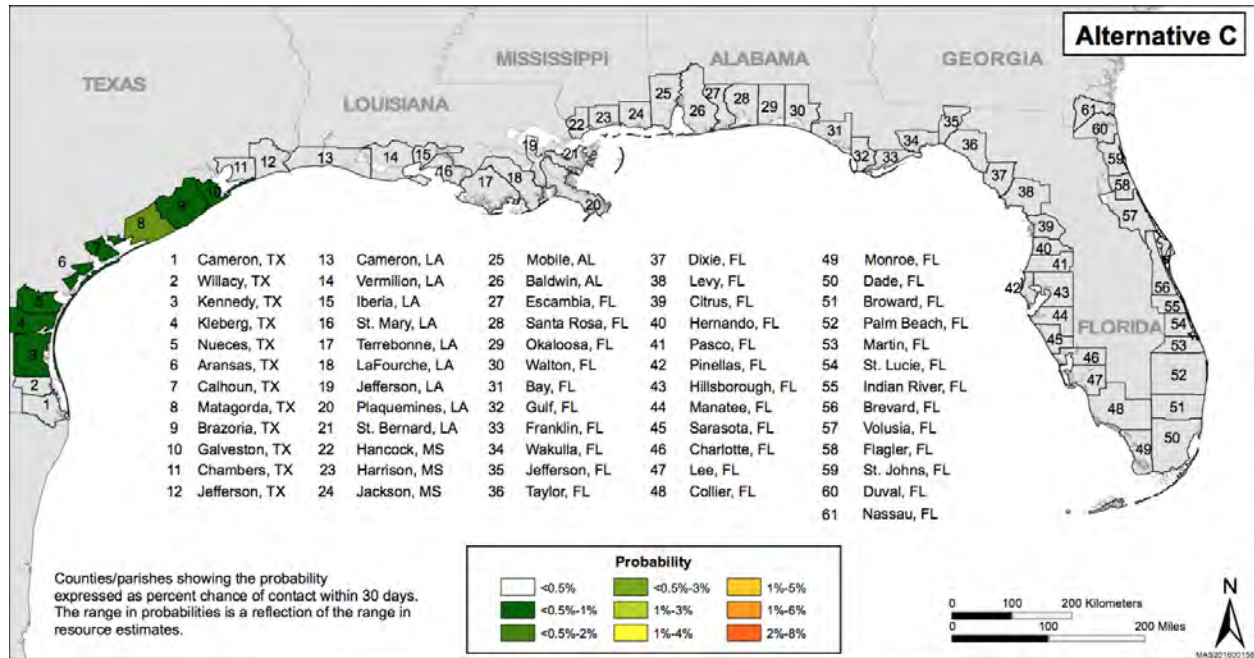 Alternative C
TEXAS
LOUISIANA
MISSISSIPPI
ALABAMA
GEORGIA
FLORIDA
1 Cameron, TX
2 Willacy, TX
3 Kennedy, TX
4 Kleberg, TX
5 Nueces, TX
6 Aransas, TX
7 Calhoun, TX
8 Matagorda, TX
9 Brazoria, TX
10 Galveston, TX
11 Chambers, TX
12 Jefferson, TX
13 Cameron, LA
14 Vermilion, LA
15 Iberia, LA
16 St. Mary, LA
17 Terrebonne, LA
18 LaFourche, LA
19 Jefferson, LA
20 Plaquemines, LA
21 St. Bernard, LA
22 Hancock, MS
23 Harrison, MS
24 Jackson, MS
25 Mobile, AL
26 Baldwin, AL
27 Escambia, FL
28 Santa Rosa, FL
29 Okaloosa, FL
30 Walton, FL
31 Bay, FL
32 Gulf, FL
33 Franklin, FL
34 Wakulla, FL
35 Jefferson, FL
36 Taylor, FL
37 Dixie, FL
38 Levy, FL
39 Citrus, FL
40 Hernando, FL
41 Pasco, FL
42 Pinellas, FL
43 Hillsborough, FL
44 Manatee, FL
45 Sarasota, FL
46 Charlotte, FL
47 Lee, FL
48 Collier, FL
49 Monroe, FL
50 Dade, FL
51 Broward, FL
52 Palm Beach, FL
53 Martin, FL
54 St. Lucie, FL
55 Indian River, FL
56 Brevard, FL
57 Volusia, FL
58 Flagler, FL
59 St. Johns, FL
60 Duval, FL
61 Nassau, FL
Counties/parishes showing the probability
expressed as percent chance of contact within 30 days.
The range in probabilities is a reflection of the range in
resource estimates.
Probability
<0.5%
<0.5%-1%
<0.5%-2%
<0.5%-3%
1%-3%
1%-4%
1%-5%
1%-6%
2%-8%
0 100 200 Kilometers
0 100 200 Miles
N